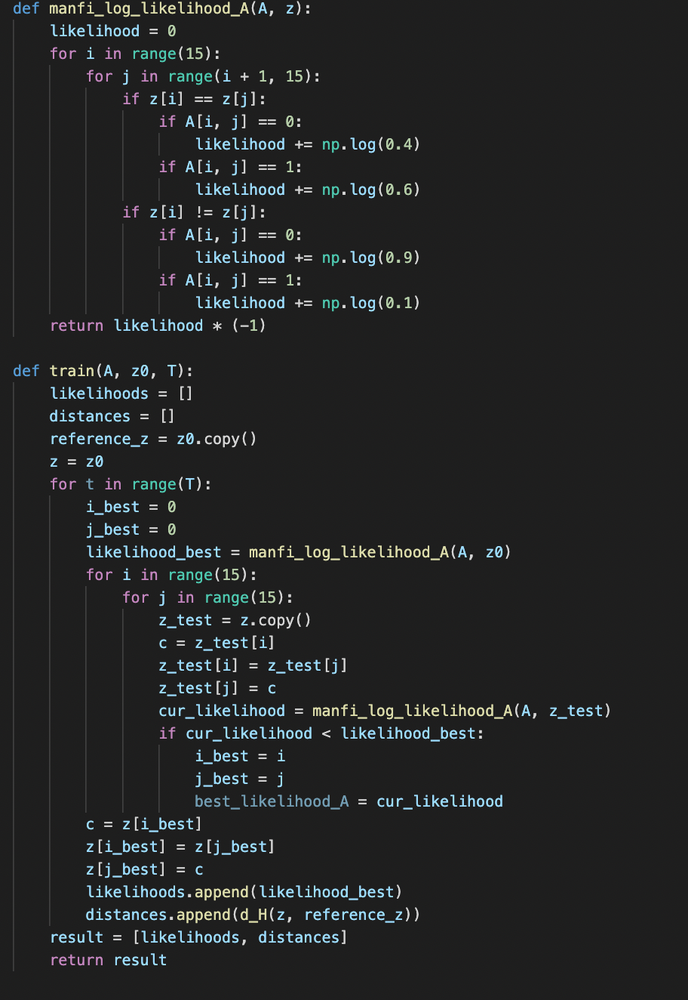 def manfi_log_likelihood_A(A, z):
    likelihood = 0
    for i in range(15):
        for j in range(i + 1, 15):
            if z[i] == z[j]:
                if A[i, j] == 0:
                    likelihood += np.log(0.4)
                if A[i, j] == 1:
                    likelihood += np.log(0.6)
            if z[i] != z[j]:
                if A[i, j] == 0:
                    likelihood += np.log(0.9)
                if A[i, j] == 1:
                    likelihood += np.log(0.1)
    return likelihood * (-1)

def train(A, z0, T):
    likelihoods = []
    distances = []
    reference_z = z0.copy()
    z = z0
    for t in range(T):
        i_best = 0
        j_best = 0
        likelihood_best = manfi_log_likelihood_A(A, z0)
        for i in range(15):
            for j in range(15):
                z_test = z.copy()
                c = z_test[i]
                z_test[i] = z_test[j]
                z_test[j] = c
                cur_likelihood = manfi_log_likelihood_A(A, z_test)
                if cur_likelihood < likelihood_best:
                    i_best = i
                    j_best = j
                    best_likelihood_A = cur_likelihood
        c = z[i_best]
        z[i_best] = z[j_best]
        z[j_best] = c
        likelihoods.append(likelihood_best)
        distances.append(d_H(z, reference_z))
    result = [likelihoods, distances]
    return result